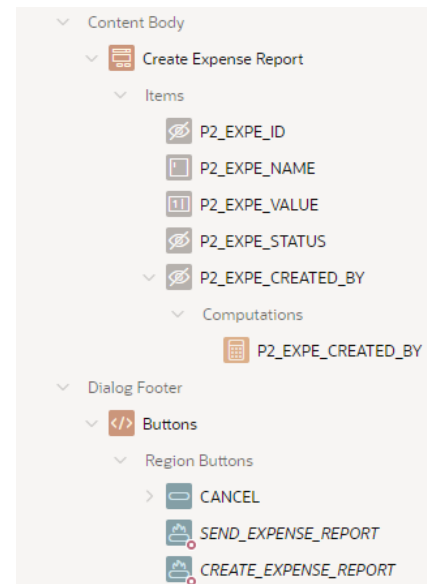 Content Body
Create Expense Report
Items
P2_EXPE_ID
P2_EXPE_NAME
P2_EXPE_VALUE
P2_EXPE_STATUS
P2_EXPE_CREATED_BY
Computations
P2_EXPE_CREATED_BY
Dialog Footer
Buttons
Region Buttons
CANCEL
SEND_EXPENSE_REPORT
CREATE_EXPENSE_REPORT